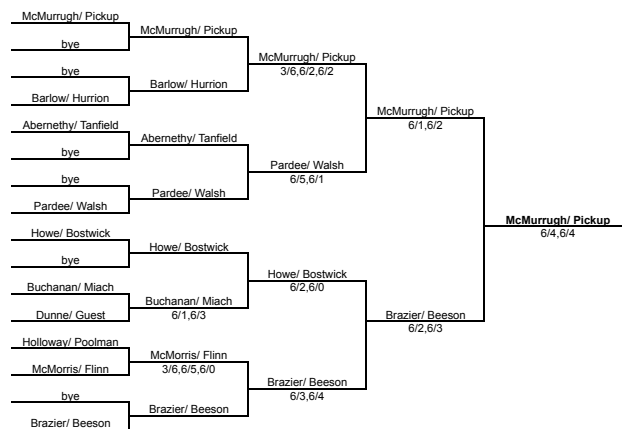 McMurrugh/ Pickup
bye
bye
Barlow/ Hurrion
Abernethy/ Tanfield
bye
bye
Pardee/ Walsh
Howe/ Bostwick
bye
Buchanan/ Miach
Dunne/ Guest
Holloway/ Poolman
McMorris/ Flinn
bye
Brazier/ Beeson
McMurrugh/ Pickup
Barlow/ Hurrion
Abernethy/ Tanfield
Pardee/ Walsh
Howe/ Bostwick
Buchanan/ Miach
6/1,6/3
McMorris/ Flinn
3/6,6/5,6/0
Brazier/ Beeson
McMurrugh/ Pickup
3/6,6/2,6/2
Pardee/ Walsh
6/5,6/1
Howe/ Bostwick
6/2,6/0
Brazier/ Beeson
6/3,6/4
McMurrugh/ Pickup
6/1,6/2
Brazier/ Beeson
6/2,6/3
McMurrugh/ Pickup
6/4,6/4